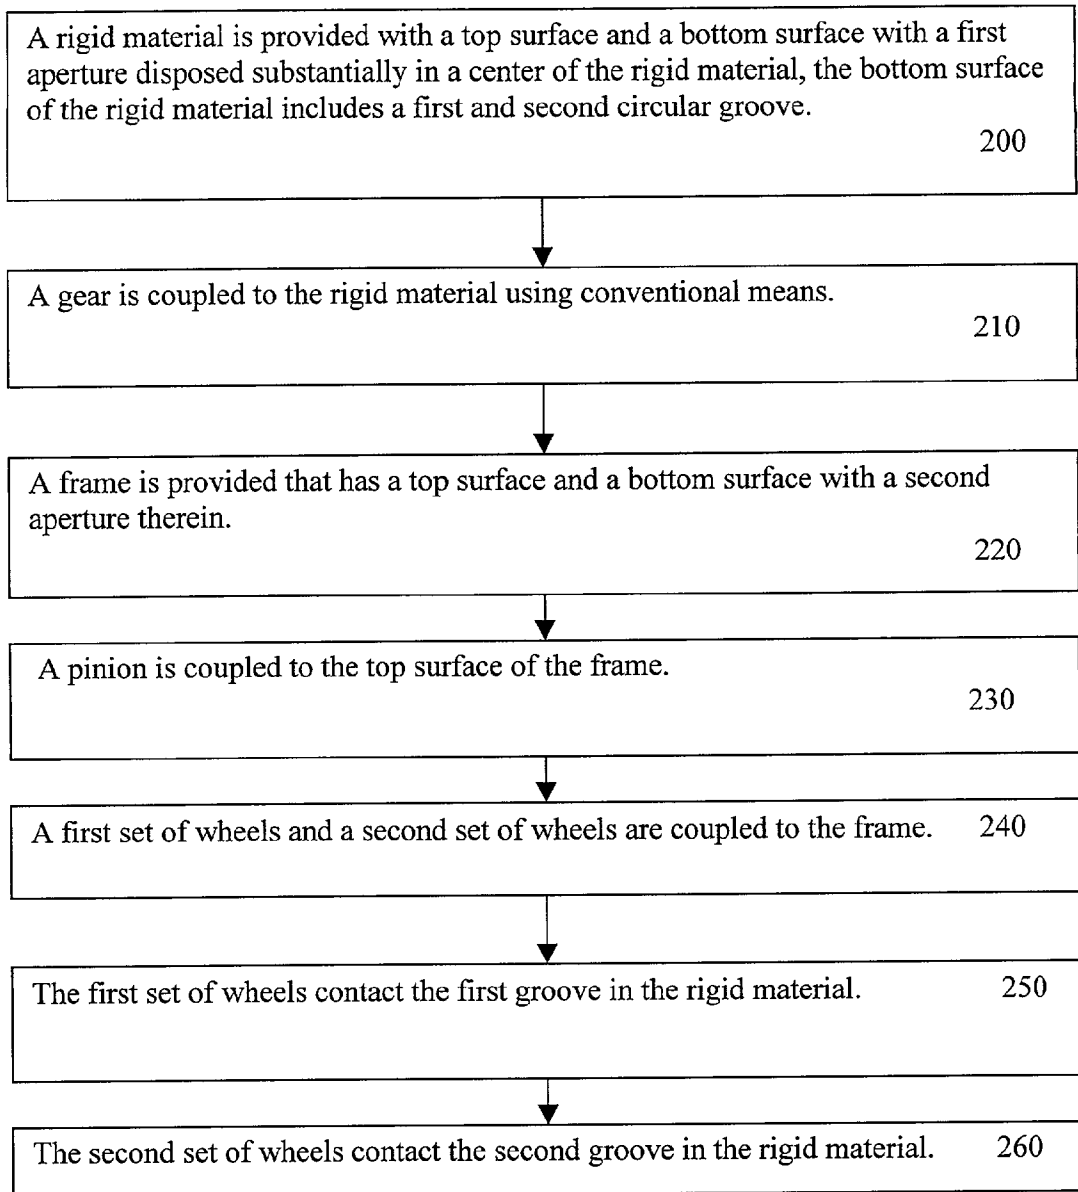 A rigid material is provided with a top surface and a bottom surface with a first
aperture disposed substantially in a center of the rigid material, the bottom surface
of the rigid material includes a first and second circular groove.
200
A gear is coupled to the rigid material using conventional means.
210
A frame is provided that has a top surface and a bottom surface with a second
aperture therein.
220
A pinion is coupled to the top surface of the frame.
230
A first set of wheels and a second set of wheels are coupled to the frame. 240
The first set of wheels contact the first groove in the rigid material. 250
The second set of wheels contact the second groove in the rigid material. 260